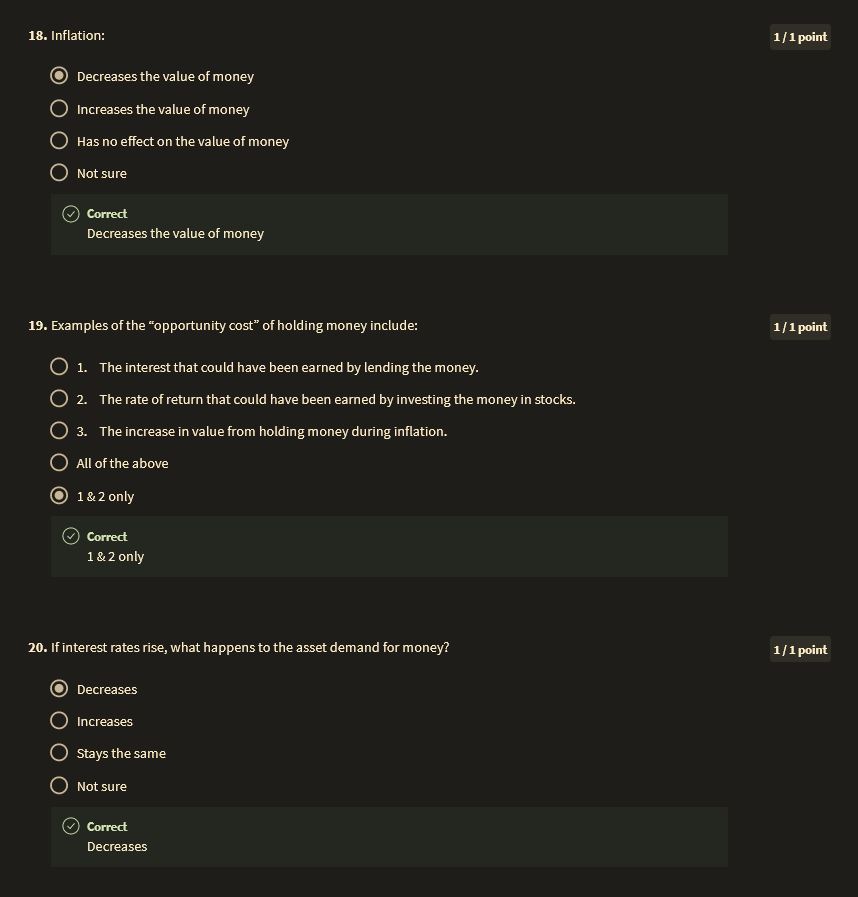 18. Inflation:
1 / 1 point
Decreases the value of money
Increases the value of money
Has no effect on the value of money
Not sure
Correct
Decreases the value of money
19. Examples of the “opportunity cost” of holding money include:
1 / 1 point
1. The interest that could have been earned by lending the money.
2. The rate of return that could have been earned by investing the money in stocks.
3. The increase in value from holding money during inflation.
All of the above
1 & 2 only
Correct
1 & 2 only
20. If interest rates rise, what happens to the asset demand for money?
1 / 1 point
Decreases
Increases
Stays the same
Not sure
Correct
Decreases